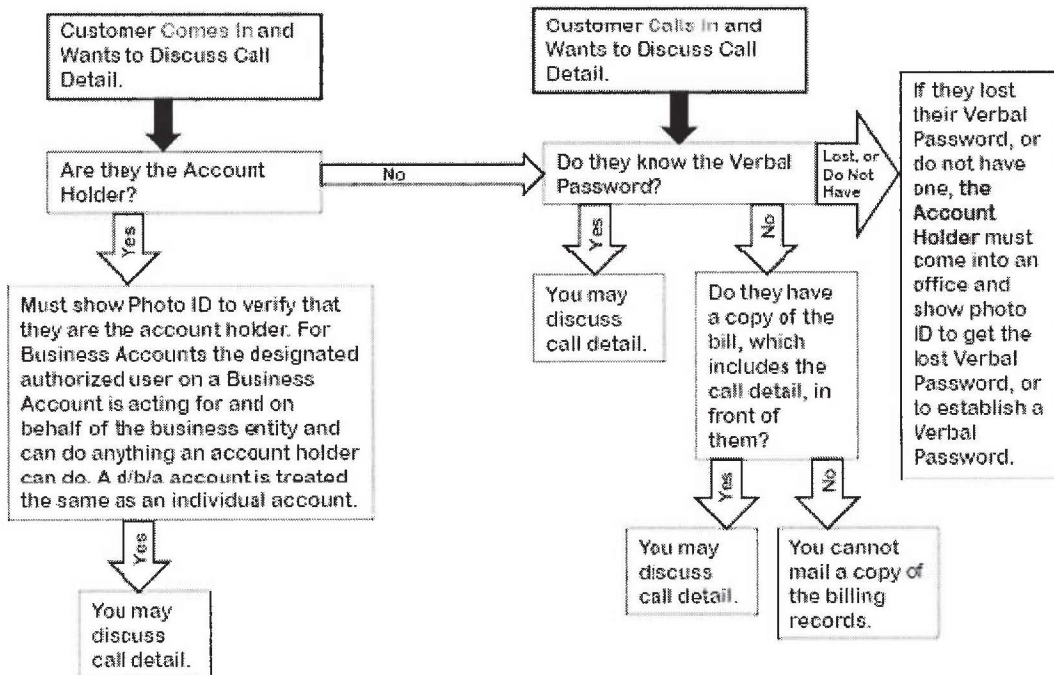 Customer Comes In and
Wants to Discuss Call
Detail.
Customer Calls In and
Wants to Discuss Call
Detail.
Are they the Account
Holder?
No
Do they know the Verbal
Password?
Lost, or
Do Not
Have
If they lost
their Verbal
Password, or
do not have
one, the
Account
Holder must
come into an
office and
show photo
ID to get the
lost Verbal
Password, or
to establish a
Verbal
Password.
Yes
Must show Photo ID to verify that
they are the account holder. For
Business Accounts the designated
authorized user on a Business
Account is acting for and on
behalf of the business entity and
can do anything an account holder
can do. A d/b/a account is treated
the same as an individual account.
Yes
You may
discuss
call detail.
Yes
You may
discuss
call detail.
No
Do they have
a copy of the
bill, which
includes the
call detail, in
front of
them?
Yes
You may
discuss
call detail.
No
You cannot
mail a copy of
the billing
records.